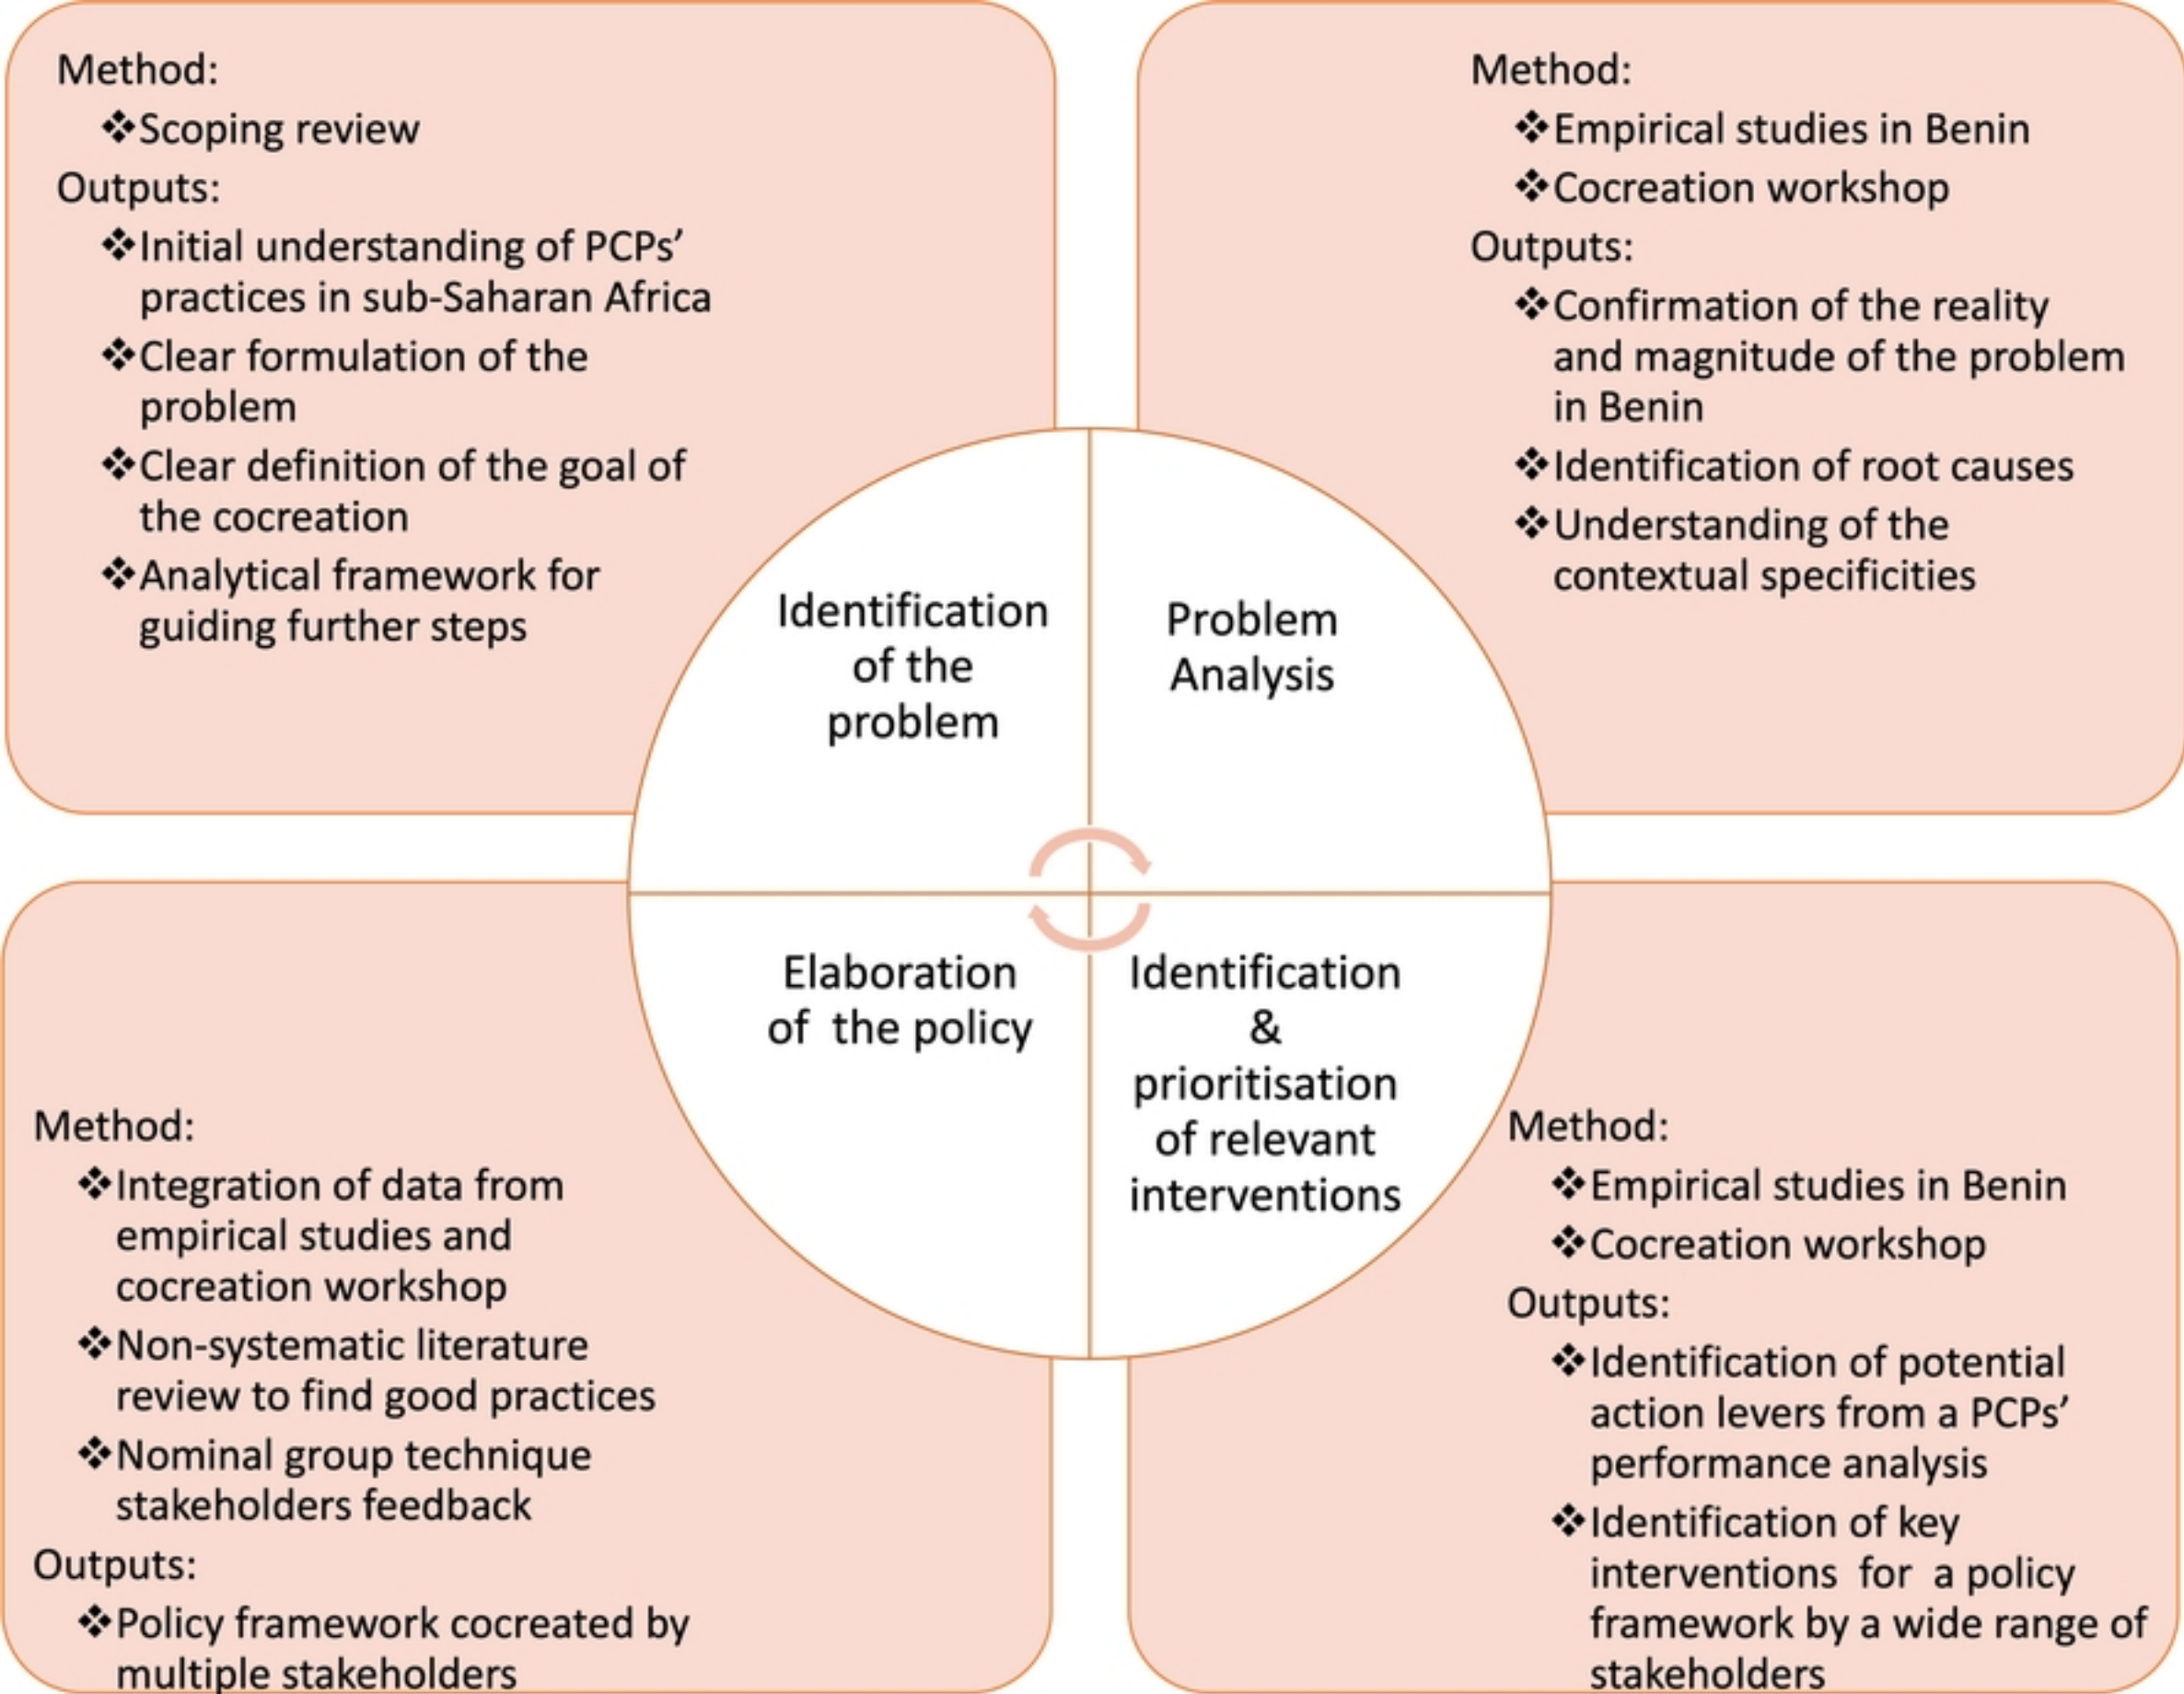 Method:
❖Scoping review
Outputs:
❖Initial understanding of PCPs’
practices in sub-Saharan Africa
❖Clear formulation of the
problem
❖Clear definition of the goal of
the cocreation
❖Analytical framework for
guiding further steps
Method:
❖Empirical studies in Benin
❖Cocreation workshop
Outputs:
❖Confirmation of the reality
and magnitude of the problem
in Benin
❖Identification of root causes
❖Understanding of the
contextual specificities
Identification
of the
problem
Problem
Analysis
Elaboration
of  the policy
Identification
&
prioritisation
of relevant
interventions
Method:
❖Integration of data from
empirical studies and
cocreation workshop
❖Non-systematic literature
review to find good practices
❖Nominal group technique
stakeholders feedback
Outputs:
❖Policy framework cocreated by
multiple stakeholders
Method:
❖Empirical studies in Benin
❖Cocreation workshop
Outputs:
❖Identification of potential
action levers from a PCPs’
performance analysis
❖Identification of key
interventions  for  a policy
framework by a wide range of
stakeholders